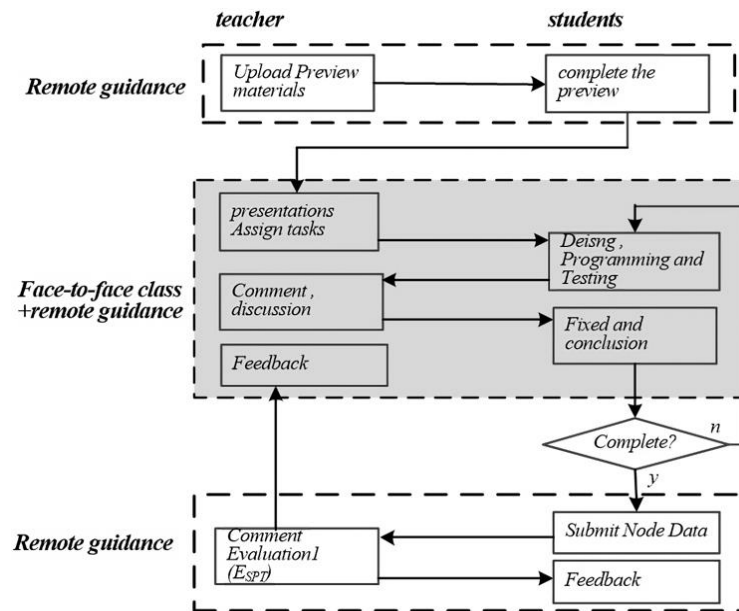 teacher
students
Remote guidance
Upload Preview
materials
complete the
preview
Face-to-face class
+remote guidance
presentations
Assign tasks
Deisng ,
Programming and
Testing
Comment ,
discussion
Fixed and
conclusion
Feedback
Complete?
n
y
Remote guidance
Comment
Evaluation1
(E_SPT)
Submit Node Data
Feedback